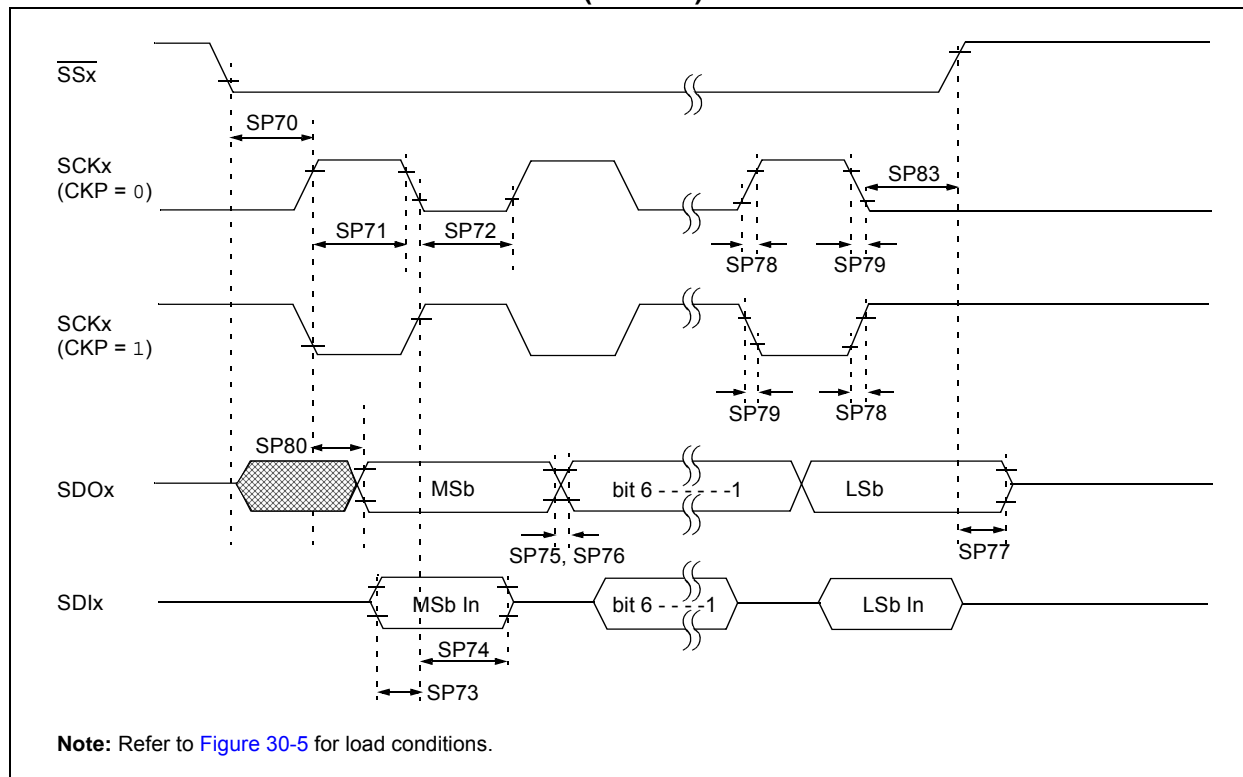 SSx
SP70
SCKx
(CKP = 0)
SP83
SP71
SP72
SP78
SP79
SCKx
(CKP = 1)
SP79
SP78
SP80
SDOx
MSb
bit 6 - - - - - - -1
LSb
SP75, SP76
SP77
SDIx
MSb In
bit 6 - - - - -1
LSb In
SP74
SP73
Note: Refer to Figure 30-5 for load conditions.